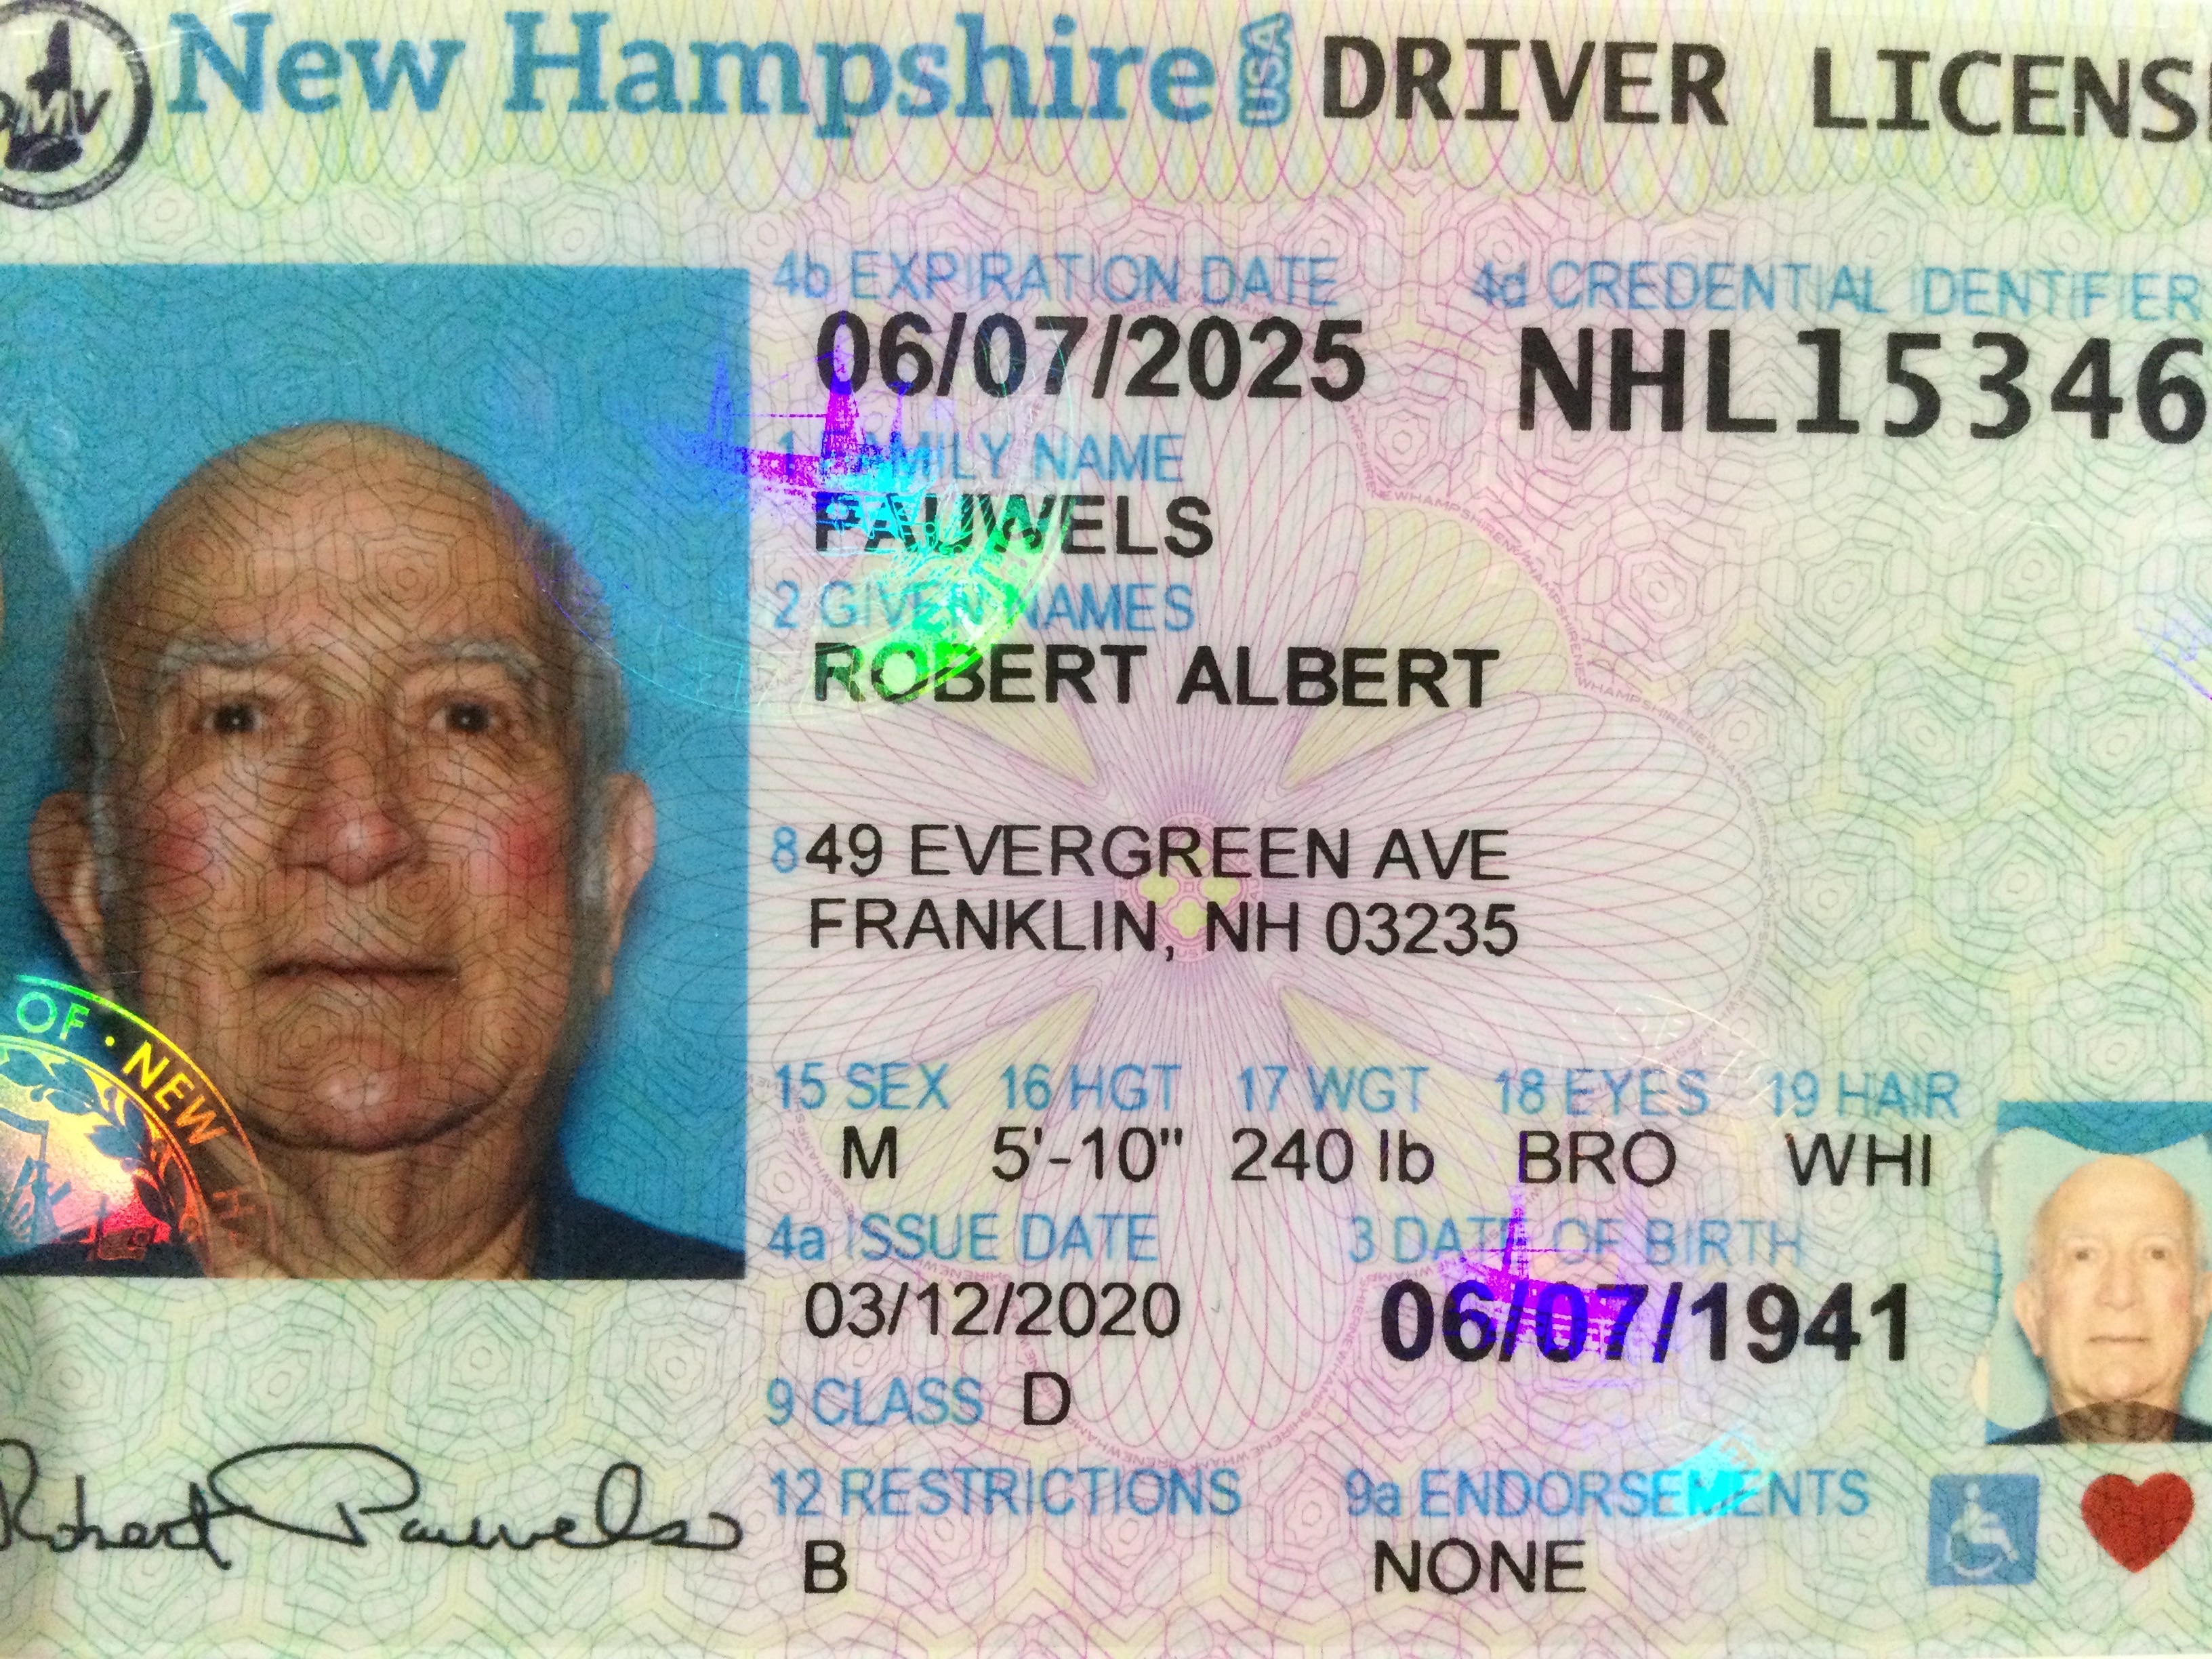 New Hampshire USA DRIVER LICENS
DMV
4b EXPIRATION DATE 4d CREDENTIAL IDENTIFIER
06/07/2025 NHL15346
1 FAMILY NAME
PAUWELS
2 GIVEN NAMES
ROBERT ALBERT
8 49 EVERGREEN AVE
FRANKLIN, NH 03235
OF · NEW H
15 SEX 16 HGT 17 WGT 18 EYES 19 HAIR
M 5'-10" 240 lb BRO WHI
4a ISSUE DATE 3 DATE OF BIRTH
03/12/2020 06/07/1941
9 CLASS D
Robert Pauwels
12 RESTRICTIONS 9a ENDORSEMENTS
B NONE